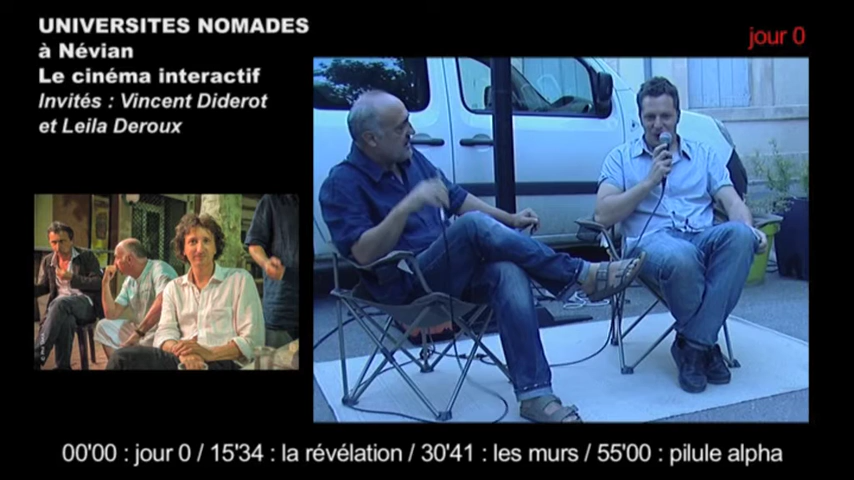 UNIVERSITES NOMADES
à Névian
Le cinéma interactif
Invités : Vincent Diderot
et Leila Deroux
jour 0
00'00 : jour 0 / 15'34 : la révélation / 30'41 : les murs / 55'00 : pilule alpha